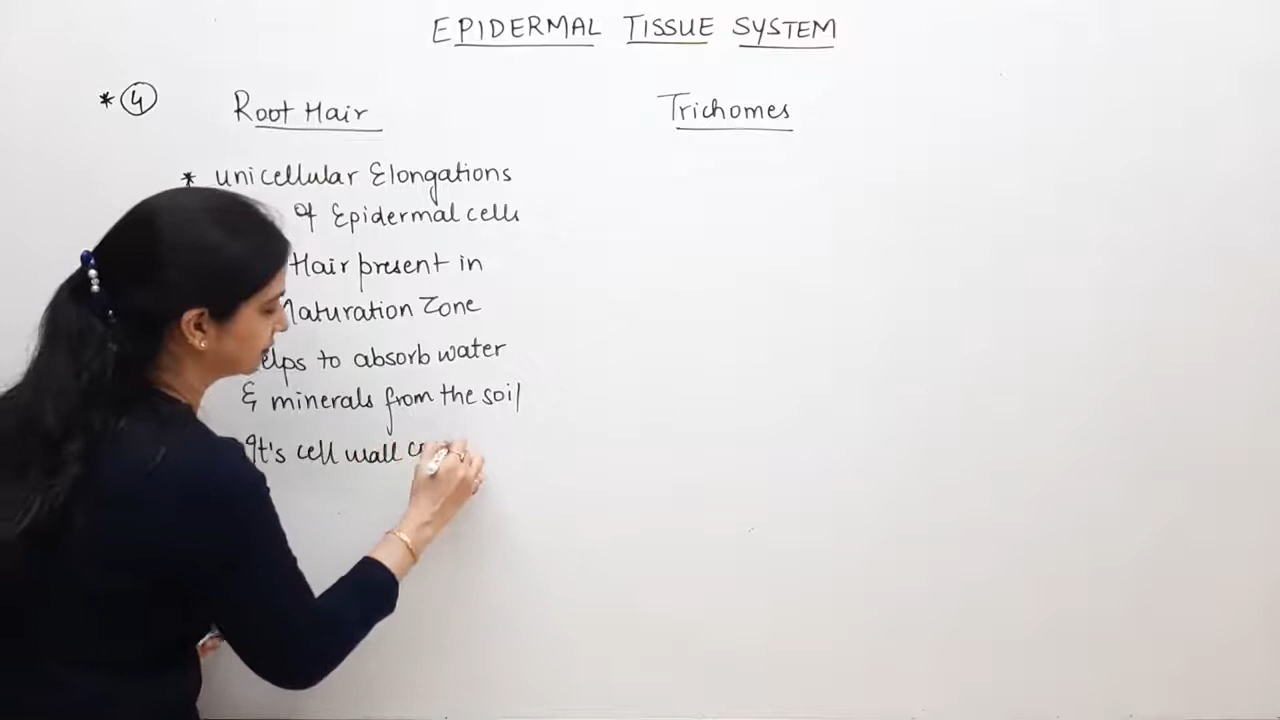 EPIDERMAL TISSUE SYSTEM
* 4
Root Hair
* unicellular Elongations
of Epidermal cells
Hair present in
Maturation Zone
& minerals from the soil
to absorb water
It's cell wall
Trichomes